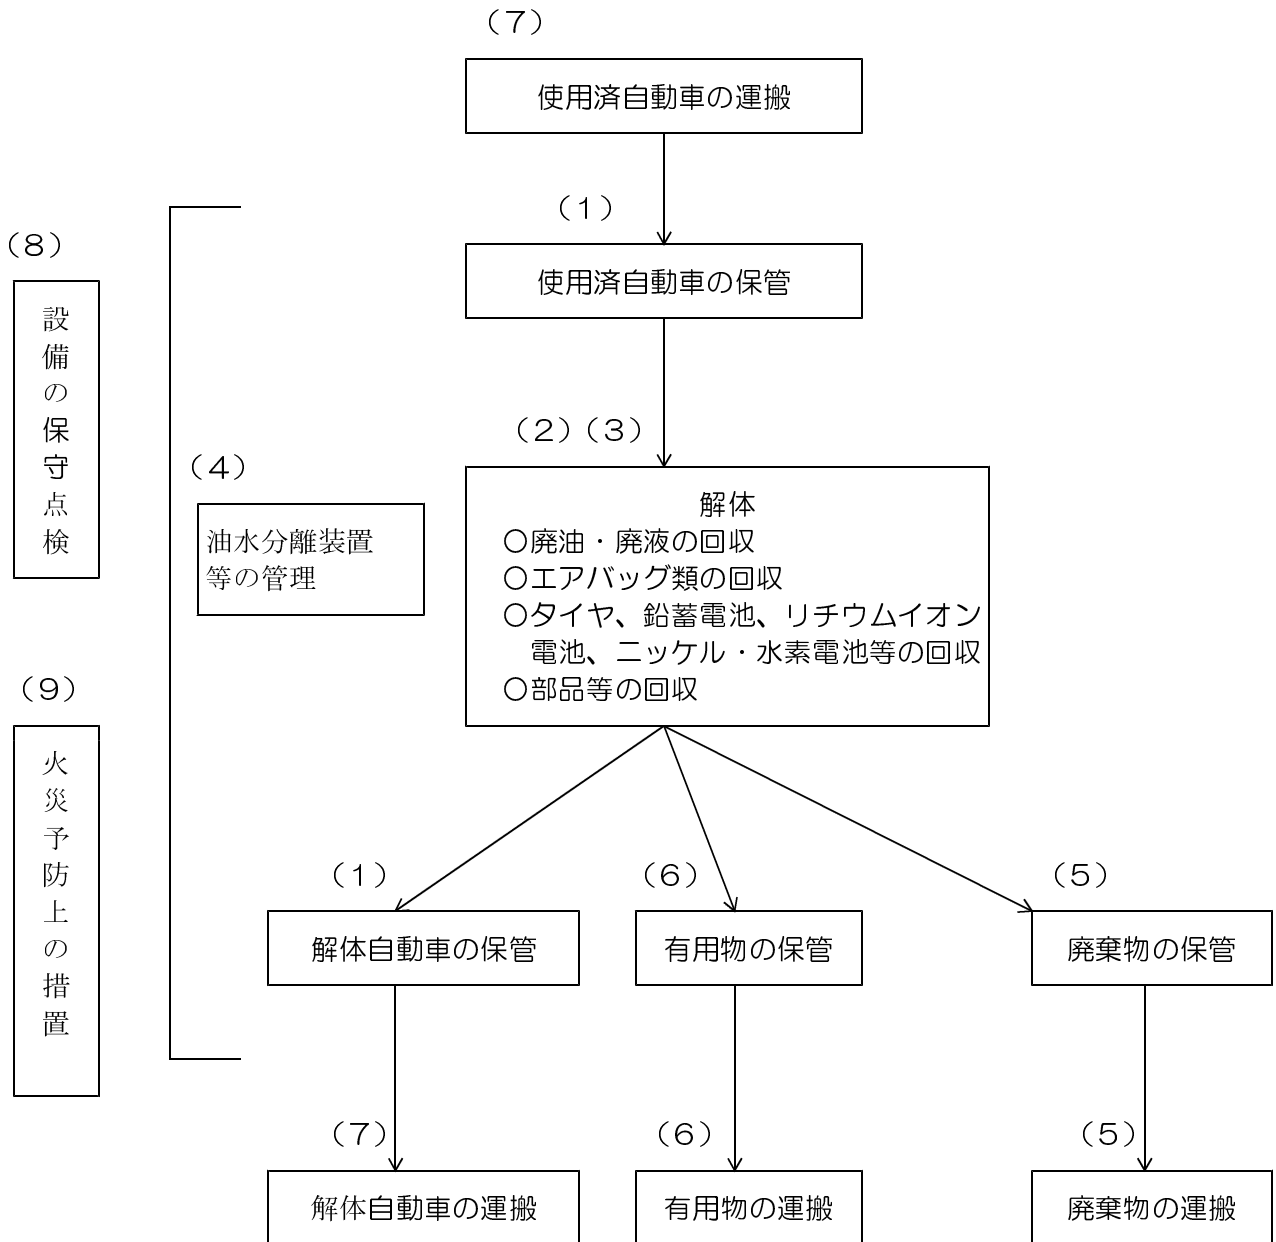 （７）
使用済自動車の運搬
（１）
使用済自動車の保管
（８）
設備の保守点検
（２）（３）
（４）
油水分離装置
等の管理
解体
○廃油・廃液の回収
○エアバッグ類の回収
○タイヤ、鉛蓄電池、リチウムイオン
電池、ニッケル・水素電池等の回収
○部品等の回収
（９）
火災予防上の措置
（１）
解体自動車の保管
（６）
有用物の保管
（５）
廃棄物の保管
（７）
解体自動車の運搬
（６）
有用物の運搬
（５）
廃棄物の運搬